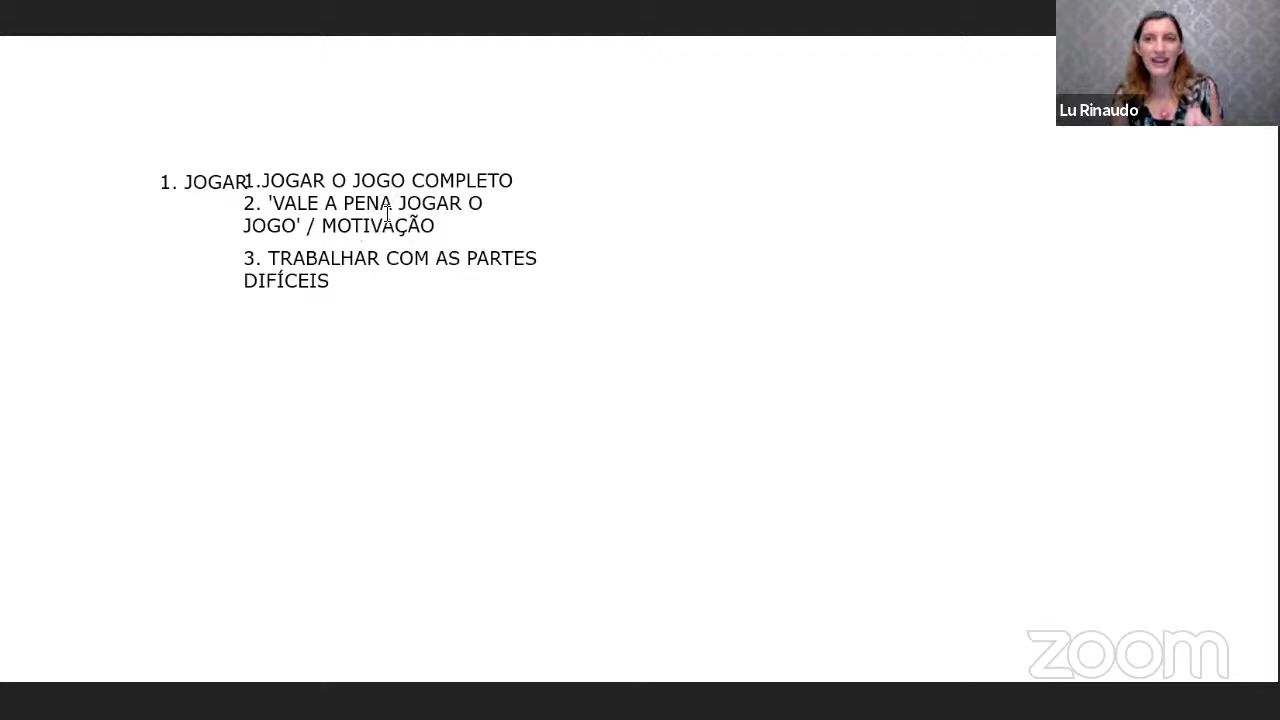 Lu Rinaudo
1. JOGAR
1.JOGAR O JOGO COMPLETO
2. 'VALE A PENA JOGAR O
JOGO' / MOTIVAÇÃO
3. TRABALHAR COM AS PARTES
DIFÍCEIS
zoom